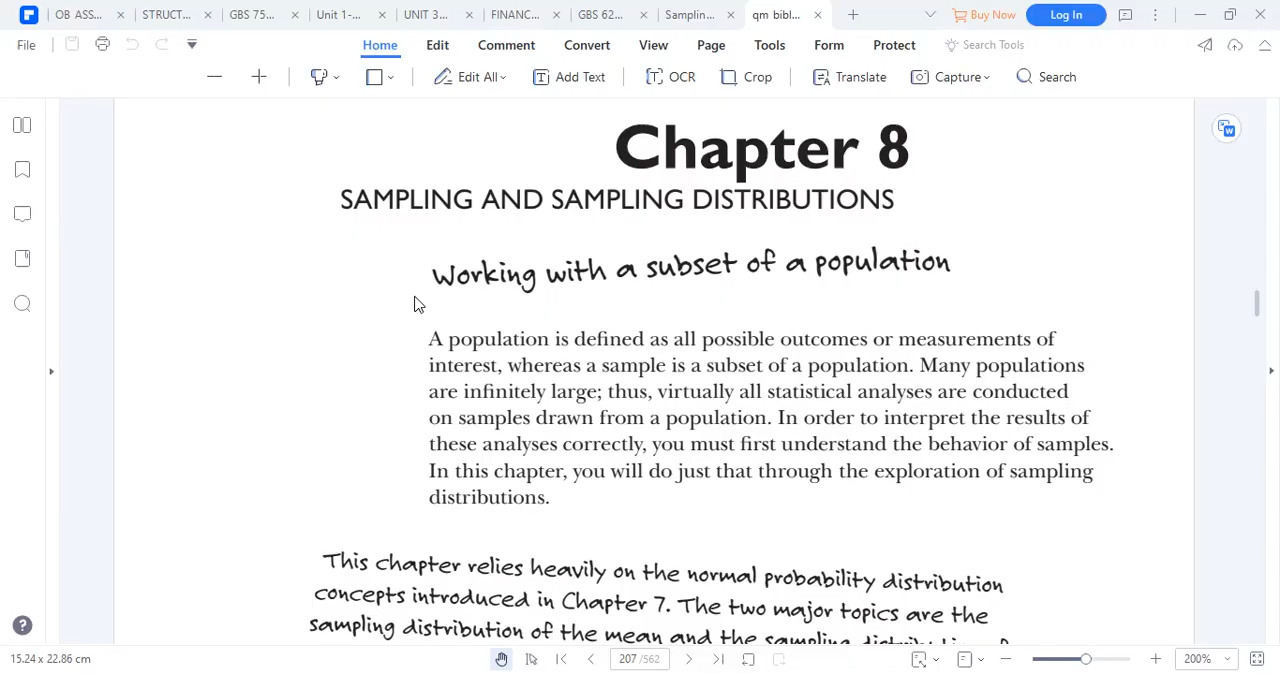 OB ASS... STRUCT... GBS 75... Unit 1-... UNIT 3... FINANC... GBS 62... Samplin... qm bibl... Buy Now Log In
File Home Edit Comment Convert View Page Tools Form Protect Search Tools
Edit All Add Text OCR Crop Translate Capture Search
Chapter 8
SAMPLING AND SAMPLING DISTRIBUTIONS
Working with a subset of a population
A population is defined as all possible outcomes or measurements of
interest, whereas a sample is a subset of a population. Many populations
are infinitely large; thus, virtually all statistical analyses are conducted
on samples drawn from a population. In order to interpret the results of
these analyses correctly, you must first understand the behavior of samples.
In this chapter, you will do just that through the exploration of sampling
distributions.
This chapter relies heavily on the normal probability distribution
concepts introduced in Chapter 7. The two major topics are the
sampling distribution of the mean and the sampling distribution of
15.24 x 22.86 cm 207 /562 200%